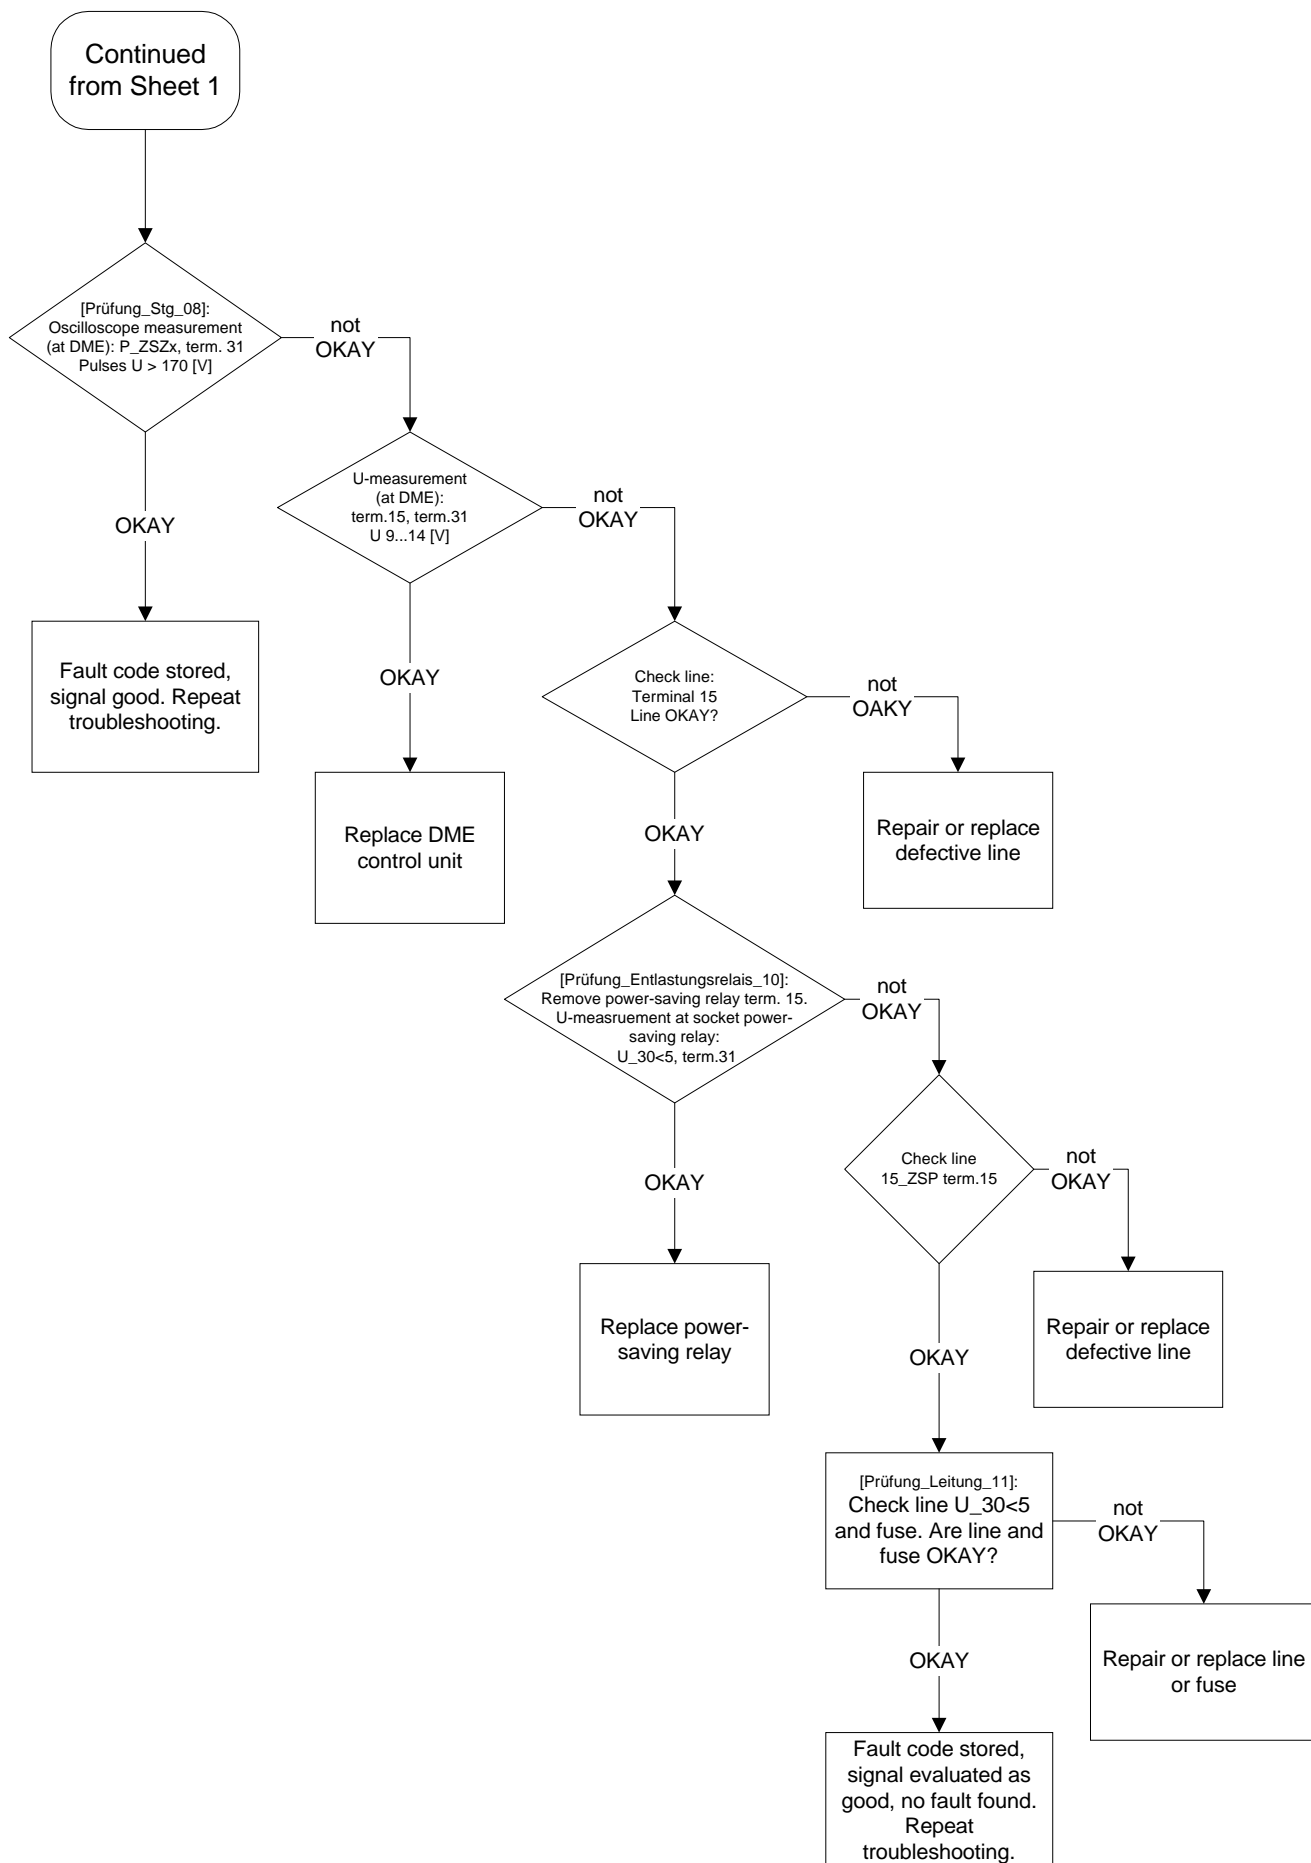 Continued
from Sheet 1
[Prüfung_Stg_08]:
Oscilloscope measurement
(at DME): P_ZSZx, term. 31
Pulses U > 170 [V]
not
OKAY
OKAY
Fault code stored,
signal good. Repeat
troubleshooting.
U-measurement
(at DME):
term.15, term.31
U 9...14 [V]
not
OKAY
OKAY
Replace DME
control unit
Check line:
Terminal 15
Line OKAY?
not
OAKY
Repair or replace
defective line
OKAY
[Prüfung_Entlastungsrelais_10]:
Remove power-saving relay term. 15.
U-measruement at socket power-
saving relay:
U_30<5, term.31
not
OKAY
OKAY
Replace power-
saving relay
Check line
15_ZSP term.15
not
OKAY
Repair or replace
defective line
OKAY
[Prüfung_Leitung_11]:
Check line U_30<5
and fuse. Are line and
fuse OKAY?
not
OKAY
Repair or replace line
or fuse
OKAY
Fault code stored,
signal evaluated as
good, no fault found.
Repeat
troubleshooting.